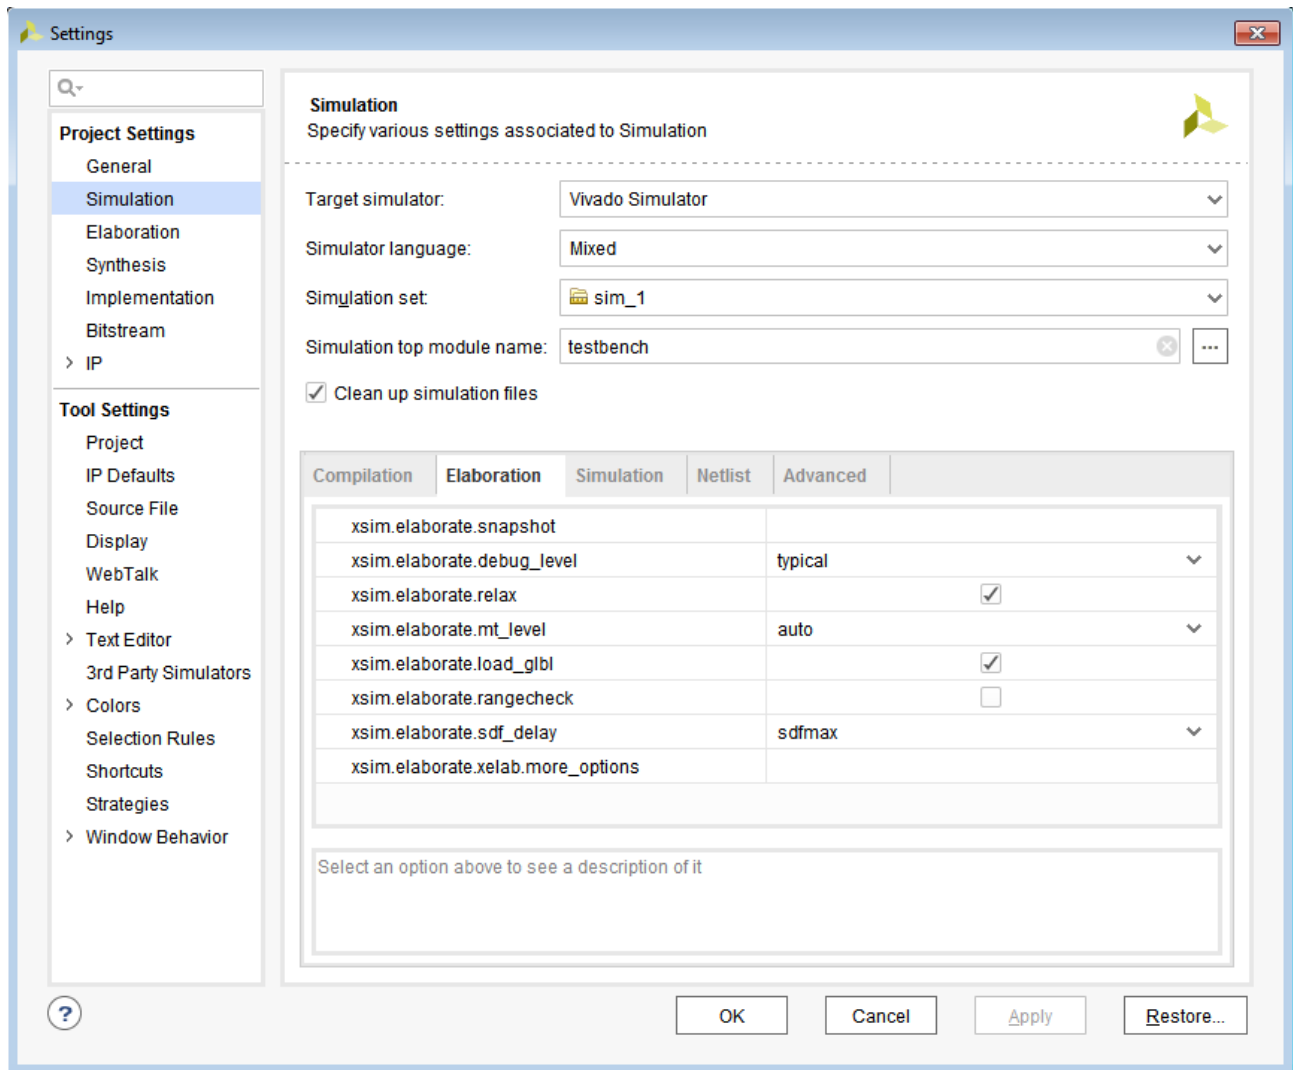 Settings
Project Settings
General
Simulation
Elaboration
Synthesis
Implementation
Bitstream
IP
Tool Settings
Project
IP Defaults
Source File
Display
WebTalk
Help
Text Editor
3rd Party Simulators
Colors
Selection Rules
Shortcuts
Strategies
Window Behavior
Simulation
Specify various settings associated to Simulation
Target simulator: Vivado Simulator
Simulator language: Mixed
Simulation set: sim_1
Simulation top module name: testbench ...
Clean up simulation files
Compilation Elaboration Simulation Netlist Advanced
xsim.elaborate.snapshot
xsim.elaborate.debug_level typical
xsim.elaborate.relax
xsim.elaborate.mt_level auto
xsim.elaborate.load_glbl
xsim.elaborate.rangecheck
xsim.elaborate.sdf_delay sdfmax
xsim.elaborate.xelab.more_options
Select an option above to see a description of it
? OK Cancel Apply Restore...